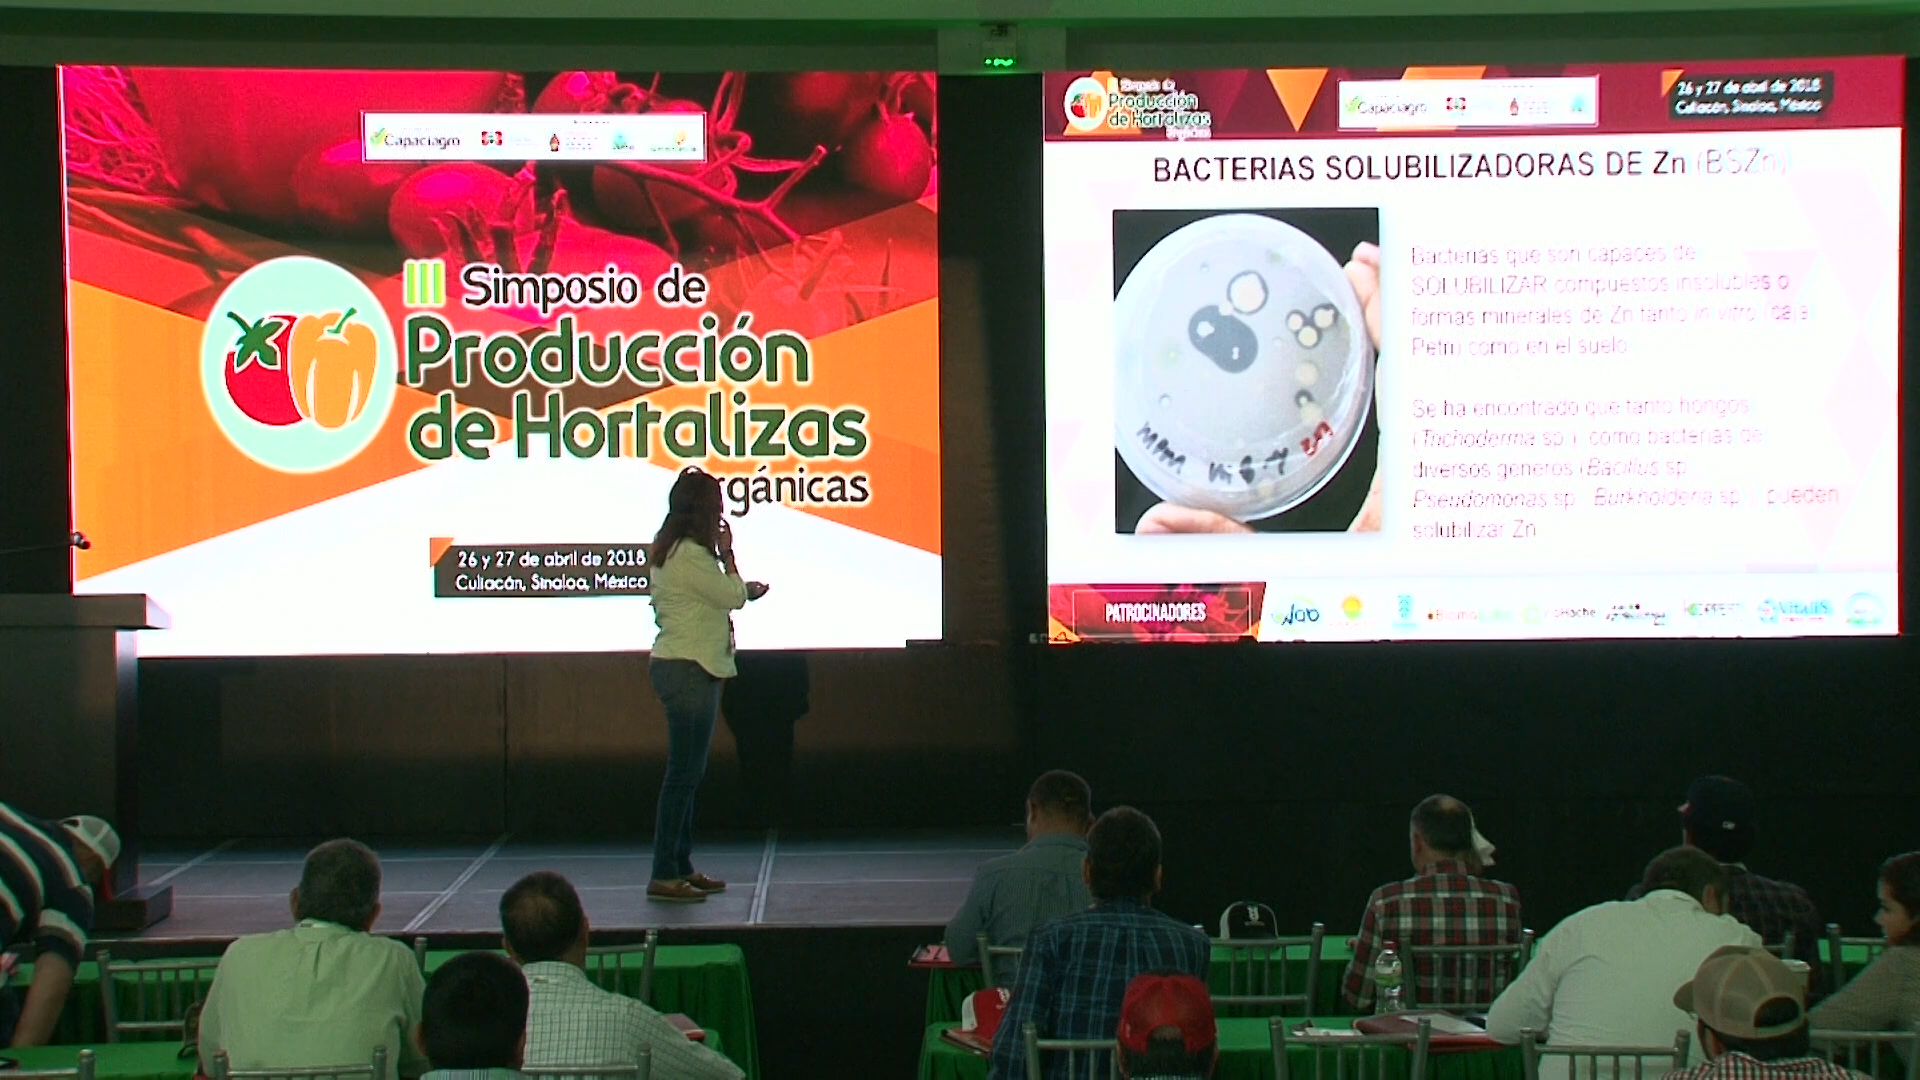 Capaciagro
III Simposio de
Producción
de Hortalizas
rgánicas
26 y 27 de abril de 2018
Culiacán, Sinaloa, México
Simposio de
Producción
de Hortalizas
Capaciagro
26 y 27 de abril de 2018
Culiacán, Sinaloa, México
BACTERIAS SOLUBILIZADORAS DE Zn (BSZn)
Bacterias que son capaces de
SOLUBILIZAR compuestos insolubles o
formas minerales de Zn tanto in vitro (caja
Petri) como en el suelo
Se ha encontrado que tanto hongos
(Trichoderma sp.), como bacterias de
diversos géneros (Bacillus sp.
Pseudomonas sp. Burkholderia sp.), pueden
solubilizar Zn
PATROCINADORES
Vitalis